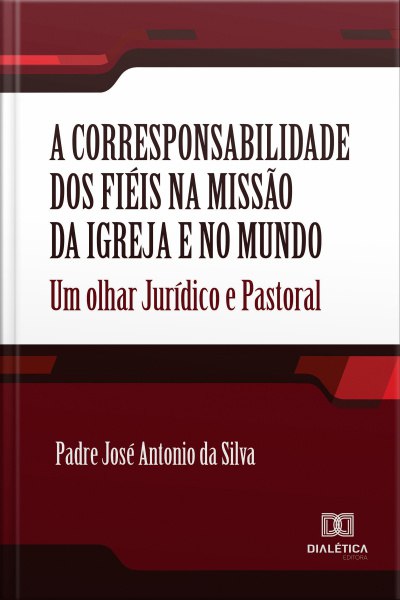 A CORRESPONSABILIDADE
DOS FIÉIS NA MISSÃO
DA IGREJA E NO MUNDO
Um olhar Jurídico e Pastoral
Padre José Antonio da Silva
DIALÉTICA
EDITORA